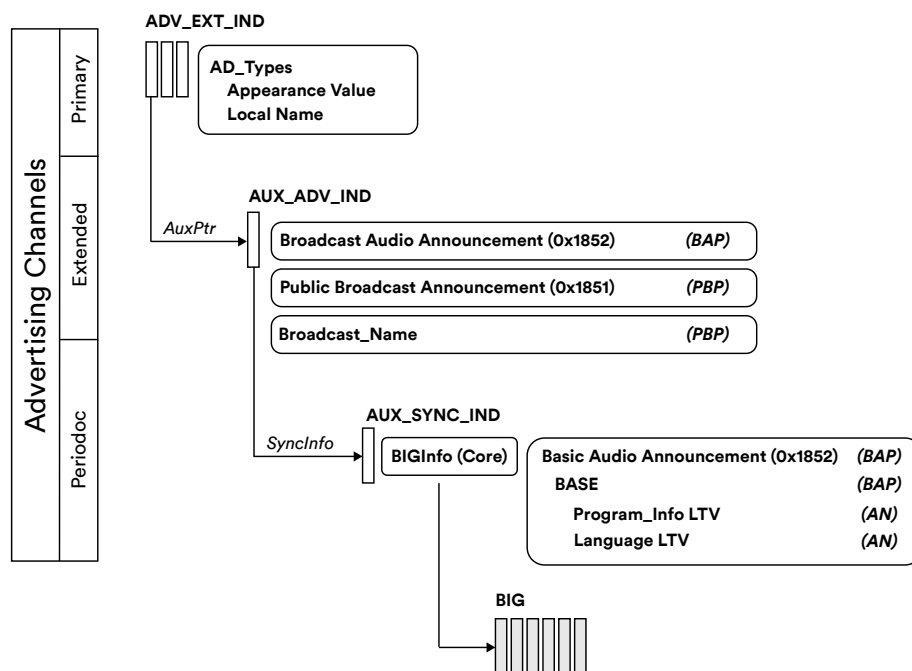 ADV_EXT_IND
AD_Types
Appearance Value
Local Name
Advertising Channels
Primary
Extended
Periodoc
AUX_ADV_IND
AuxPtr
Broadcast Audio Announcement (0x1852) (BAP)
Public Broadcast Announcement (0x1851) (PBP)
Broadcast_Name (PBP)
AUX_SYNC_IND
SyncInfo
BIGInfo (Core)
Basic Audio Announcement (0x1852) (BAP)
BASE (BAP)
Program_Info LTV (AN)
Language LTV (AN)
BIG